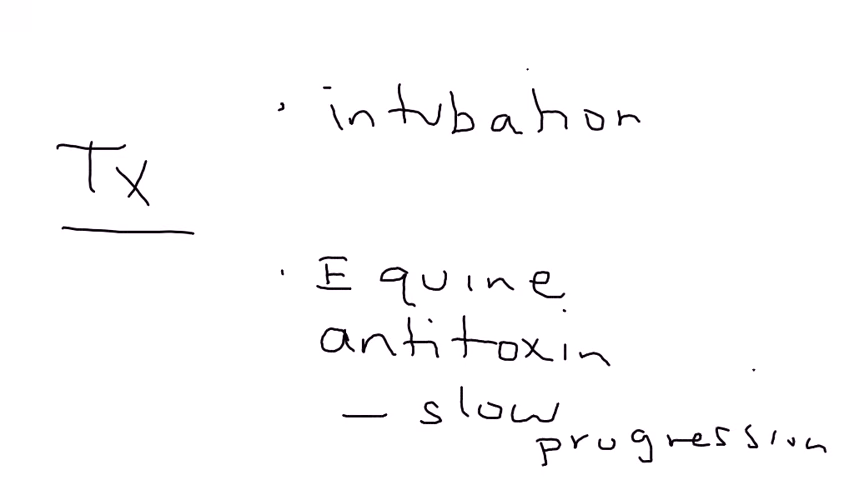 Tx
• intubation
• Equine
antitoxin
— slow
progression